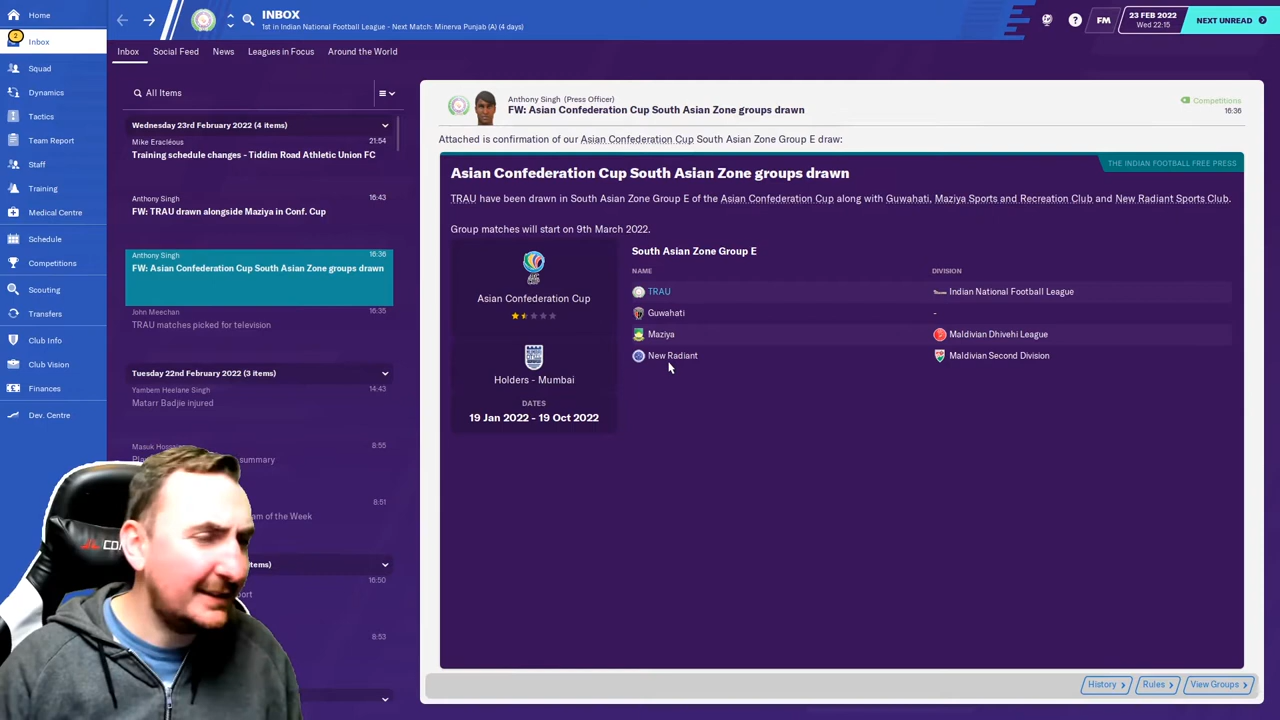 Home
INBOX
1st in Indian National Football League - Next Match: Minerva Punjab (A) (4 days)
FM
23 FEB 2022
Wed 22:15
NEXT UNREAD
2
Inbox
Squad
Dynamics
Tactics
Team Report
Staff
Training
Medical Centre
Schedule
Competitions
Scouting
Transfers
Club Info
Club Vision
Finances
Dev. Centre
Inbox
Social Feed
News
Leagues in Focus
Around the World
All Items
Wednesday 23rd February 2022 (4 items)
Mike Eracléous
21:54
Training schedule changes - Tiddim Road Athletic Union FC
Anthony Singh
16:43
FW: TRAU drawn alongside Maziya in Conf. Cup
Anthony Singh
16:36
FW: Asian Confederation Cup South Asian Zone groups drawn
John Meechan
16:35
TRAU matches picked for television
Tuesday 22nd February 2022 (3 items)
Yambem Heelane Singh
14:43
Matarr Badjie injured
8:55
summary
8:51
am of the Week
16:50
8:53
Anthony Singh (Press Officer)
FW: Asian Confederation Cup South Asian Zone groups drawn
Competitions
16:36
Attached is confirmation of our Asian Confederation Cup South Asian Zone Group E draw:
THE INDIAN FOOTBALL FREE PRESS
Asian Confederation Cup South Asian Zone groups drawn
TRAU have been drawn in South Asian Zone Group E of the Asian Confederation Cup along with Guwahati, Maziya Sports and Recreation Club and New Radiant Sports Club.
Group matches will start on 9th March 2022.
Asian Confederation Cup
Holders - Mumbai
DATES
19 Jan 2022 - 19 Oct 2022
South Asian Zone Group E
NAME DIVISION
TRAU Indian National Football League
Guwahati -
Maziya Maldivian Dhivehi League
New Radiant Maldivian Second Division
History
Rules
View Groups